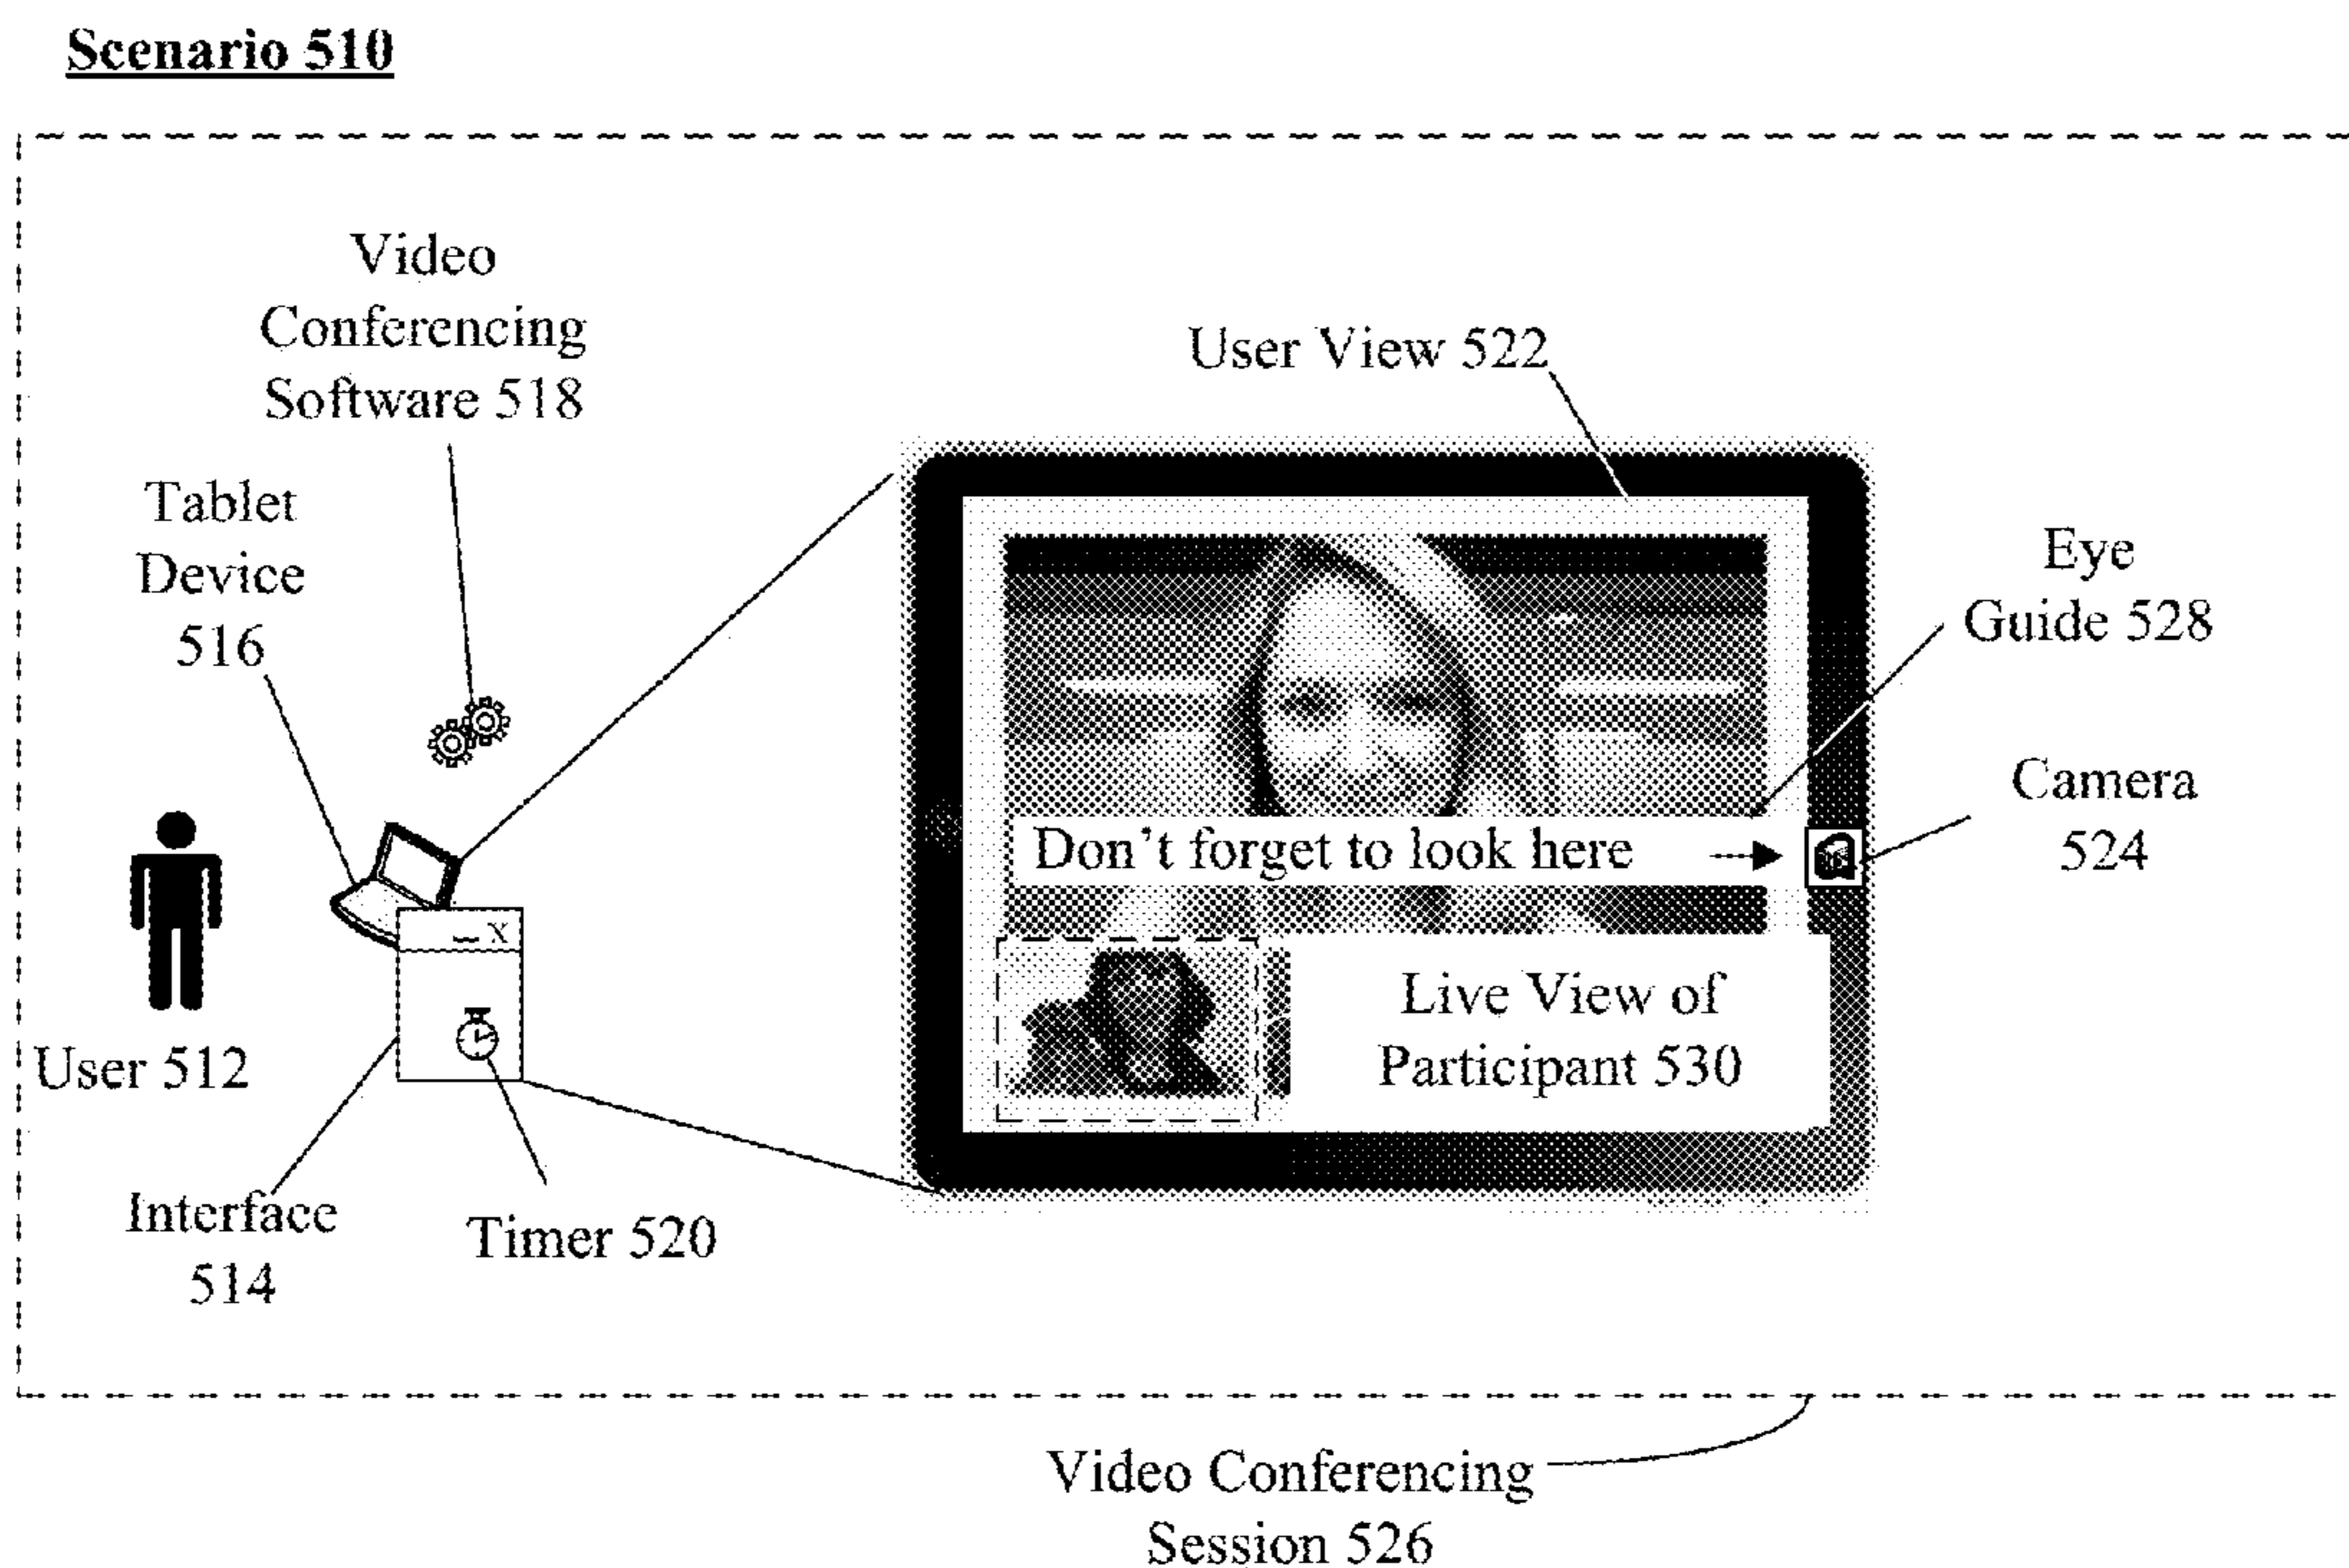 Scenario 510
Video
Conferencing
Software 518
User View 522
Tablet
Device
516
Eye
Guide 528
Camera
524
Don't forget to look here
X
Live View of
Participant 530
User 512
Interface
514
Timer 520
Video Conferencing
Session 526